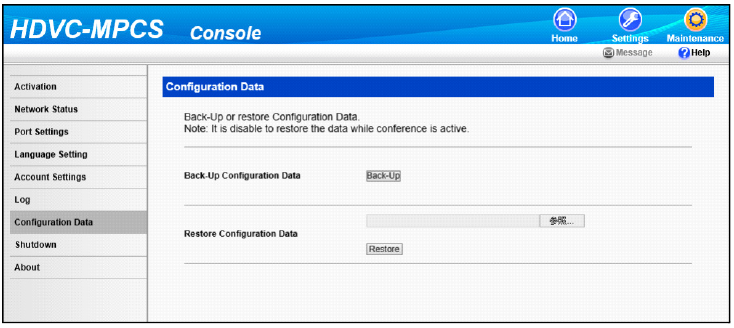 HDVC-MPCS Console
Home
Settings
Maintenance
Message
Help
Activation
Network Status
Port Settings
Language Setting
Account Settings
Log
Configuration Data
Shutdown
About
Configuration Data
Back-Up or restore Configuration Data.
Note: It is disable to restore the data while conference is active.
Back-Up Configuration Data
Back-Up
参照...
Restore Configuration Data
Restore